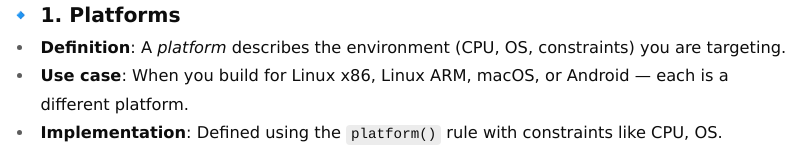 1. Platforms
Definition: A platform describes the environment (CPU, OS, constraints) you are targeting.
Use case: When you build for Linux x86, Linux ARM, macOS, or Android — each is a
different platform.
Implementation: Defined using the platform() rule with constraints like CPU, OS.